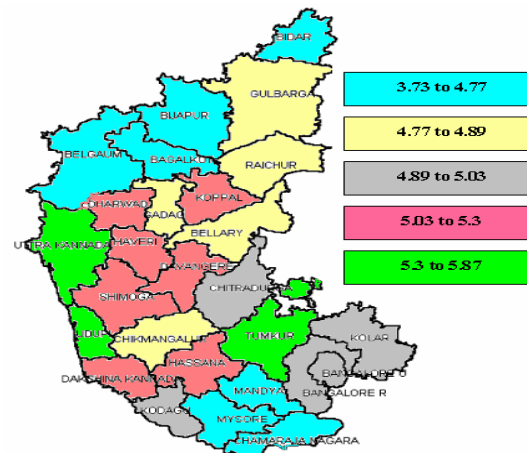 BIDAR
3.73 to 4.77
GULBARGA
BIJAPUR
4.77 to 4.89
BELGAUM
BAGALKOT
RAICHUR
4.89 to 5.03
DHARWAD
KOPPAL
GADAG
5.03 to 5.3
UTTRA KANNADA
HAVERI
BELLARY
DAVANGERE
5.3 to 5.87
CHITRADURGA
SHIMOGA
UDUPI
TUMKUR
KOLAR
CHIKMANGALUR
HASSANA
BANGALORE U
DAKSHINA KANNADA
MANDYA
BANGALORE R
KODAGU
MYSORE
CHAMARAJA NAGARA